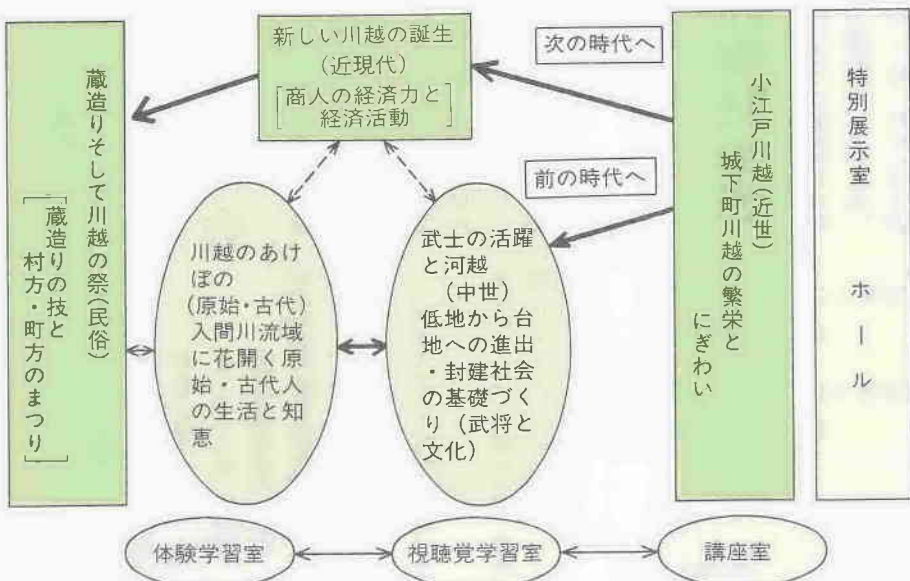 特別展示室 ホール
小江戸川越(近世)
城下町川越の繁栄と
にぎわい
次の時代へ
前の時代へ
新しい川越の誕生
(近現代)
[商人の経済力と
経済活動]
武士の活躍
と河越
(中世)
低地から台
地への進出
・封建社会
の基礎づく
り(武将と
文化)
川越のあけ
ぼの
(原始・古代)
入間川流域
に花開く原
始・古代人
の生活と知
恵
蔵造りそして川越の祭(民俗)
[蔵造りの技と
村方・町方のまつり]
体験学習室
視聴覚学習室
講座室